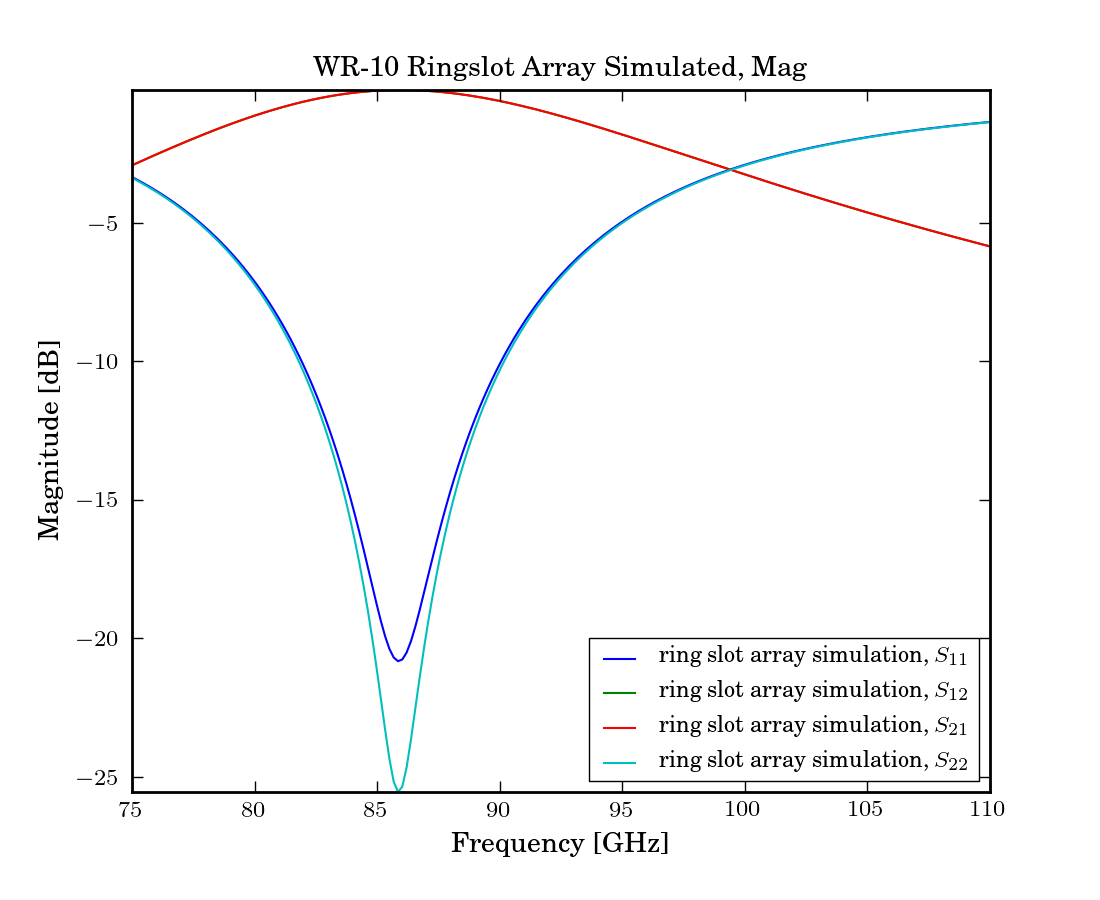 WR-10 Ringslot Array Simulated, Mag
Magnitude [dB]
−5
−10
−15
−20
−25
ring slot array simulation, S11
ring slot array simulation, S12
ring slot array simulation, S21
ring slot array simulation, S22
75 80 85 90 95 100 105 110
Frequency [GHz]